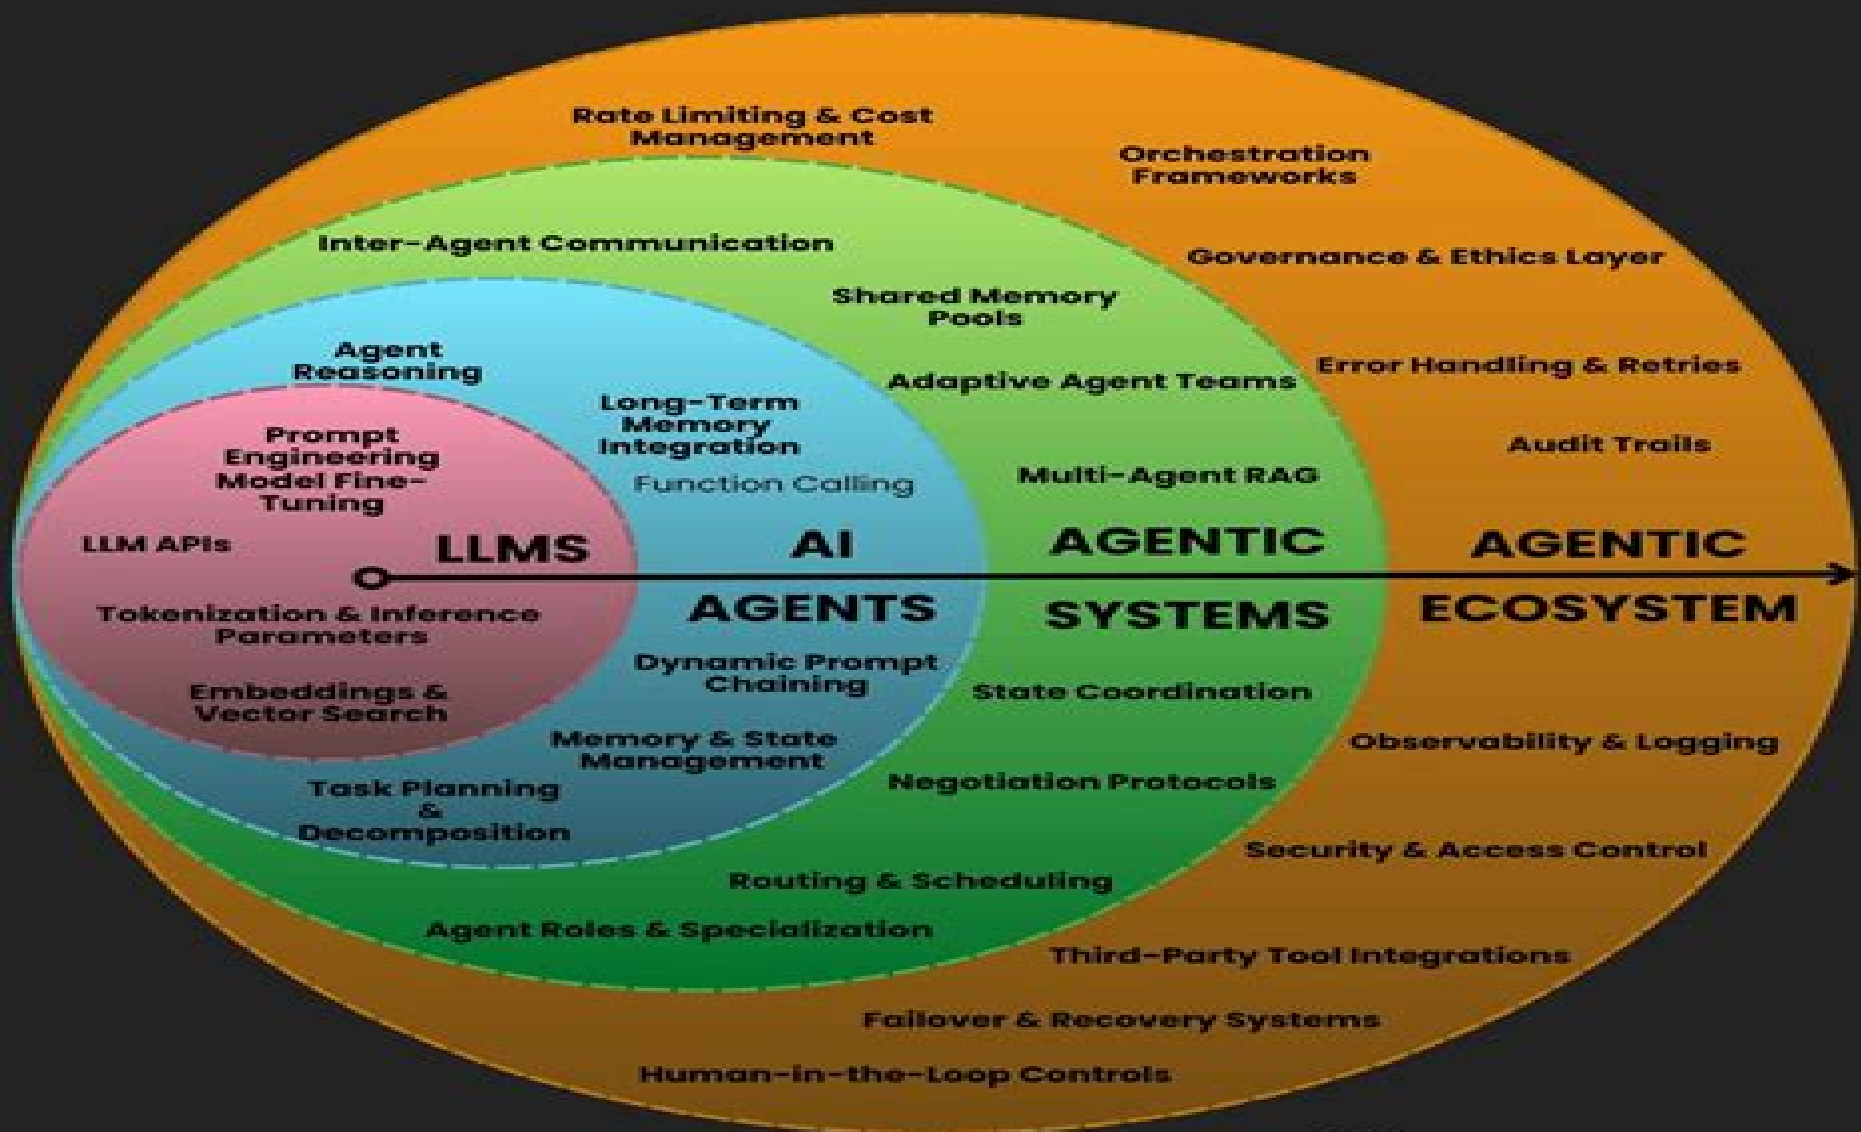 Rate Limiting & Cost
Management
Orchestration
Frameworks
Inter-Agent Communication
Governance & Ethics Layer
Shared Memory
Pools
Agent
Reasoning
Error Handling & Retries
Adaptive Agent Teams
Long-Term
Memory
Integration
Prompt
Engineering
Model Fine-
Tuning
Audit Trails
Function Calling
Multi-Agent RAG
LLM APIs
LLMS
AI
AGENTS
AGENTIC
SYSTEMS
AGENTIC
ECOSYSTEM
Tokenization & Inference
Parameters
Dynamic Prompt
Chaining
Embeddings &
Vector Search
State Coordination
Memory & State
Management
Observability & Logging
Task Planning
&
Decomposition
Negotiation Protocols
Security & Access Control
Routing & Scheduling
Agent Roles & Specialization
Third-Party Tool Integrations
Failover & Recovery Systems
Human-in-the-Loop Controls